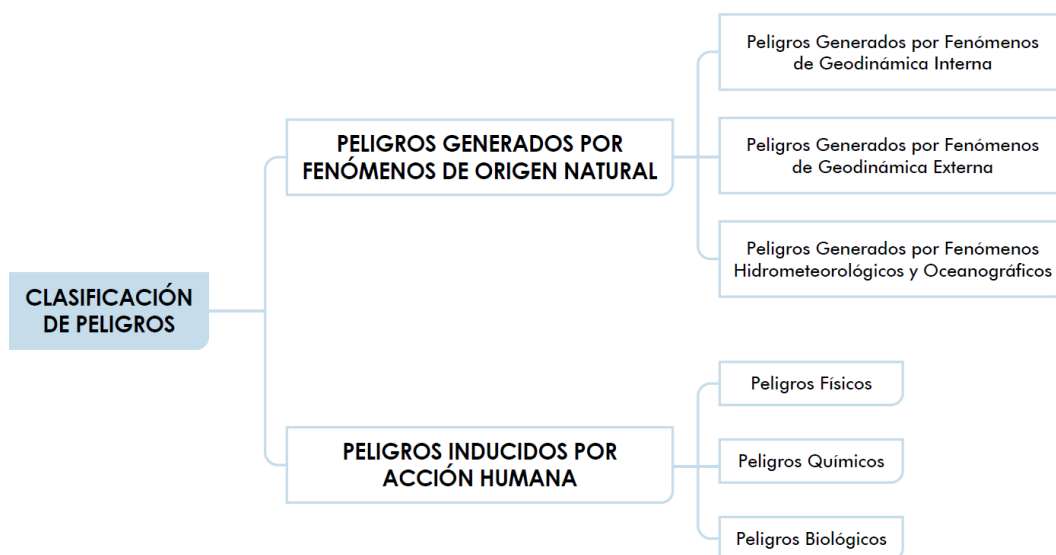 CLASIFICACIÓN
DE PELIGROS
PELIGROS GENERADOS POR
FENÓMENOS DE ORIGEN NATURAL
Peligros Generados por Fenómenos
de Geodinámica Interna
Peligros Generados por Fenómenos
de Geodinámica Externa
Peligros Generados por Fenómenos
Hidrometeorológicos y Oceanográficos
PELIGROS INDUCIDOS POR
ACCIÓN HUMANA
Peligros Físicos
Peligros Químicos
Peligros Biológicos